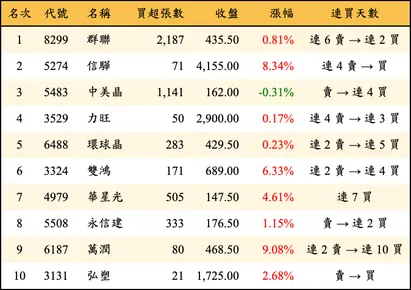 名次 代號 名稱 買超張數 收盤 漲幅 連買天數
1 8299 群聯 2,187 435.50 0.81% 連 6 賣 → 連 2 買
2 5274 信驊 71 4,155.00 8.34% 連 4 賣 → 買
3 5483 中美晶 1,141 162.00 -0.31% 賣 → 連 4 買
4 3529 力旺 50 2,900.00 0.17% 連 4 賣 → 連 3 買
5 6488 環球晶 283 429.50 0.23% 連 2 賣 → 連 5 買
6 3324 雙鴻 171 689.00 6.33% 連 2 賣 → 連 4 買
7 4979 華星光 505 147.50 4.61% 連 7 買
8 5508 永信建 333 176.50 1.15% 賣 → 連 2 買
9 6187 萬潤 80 468.50 9.08% 連 2 賣 → 連 10 買
10 3131 弘塑 21 1,725.00 2.68% 賣 → 買